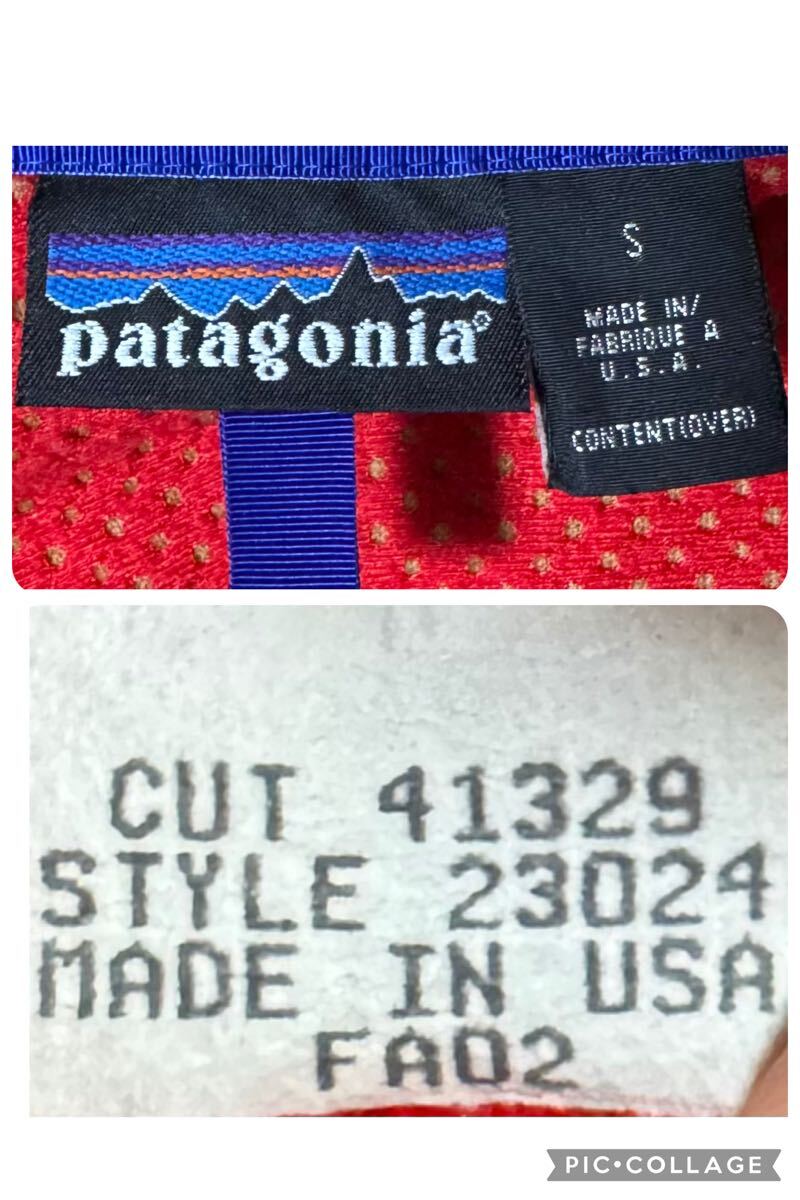 patagonia®
S
MADE IN/
FABRIQUE A
U.S.A.
CONTENT(OVER)
CUT 41329
STYLE 23024
MADE IN USA
FA02
PIC•COLLAGE